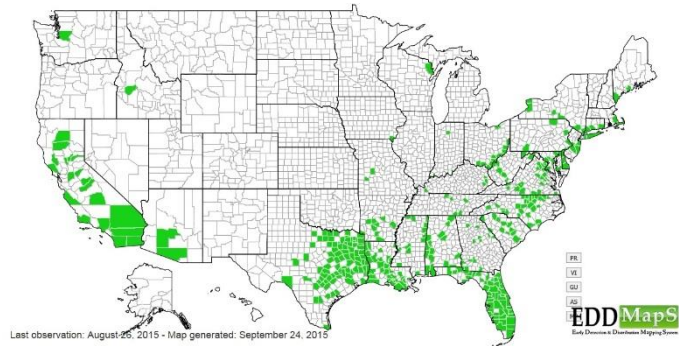 PR
VI
GU
AS
EDDMapS
Early Detection & Distribution Mapping System
Last observation: August 26, 2015 - Map generated: September 24, 2015